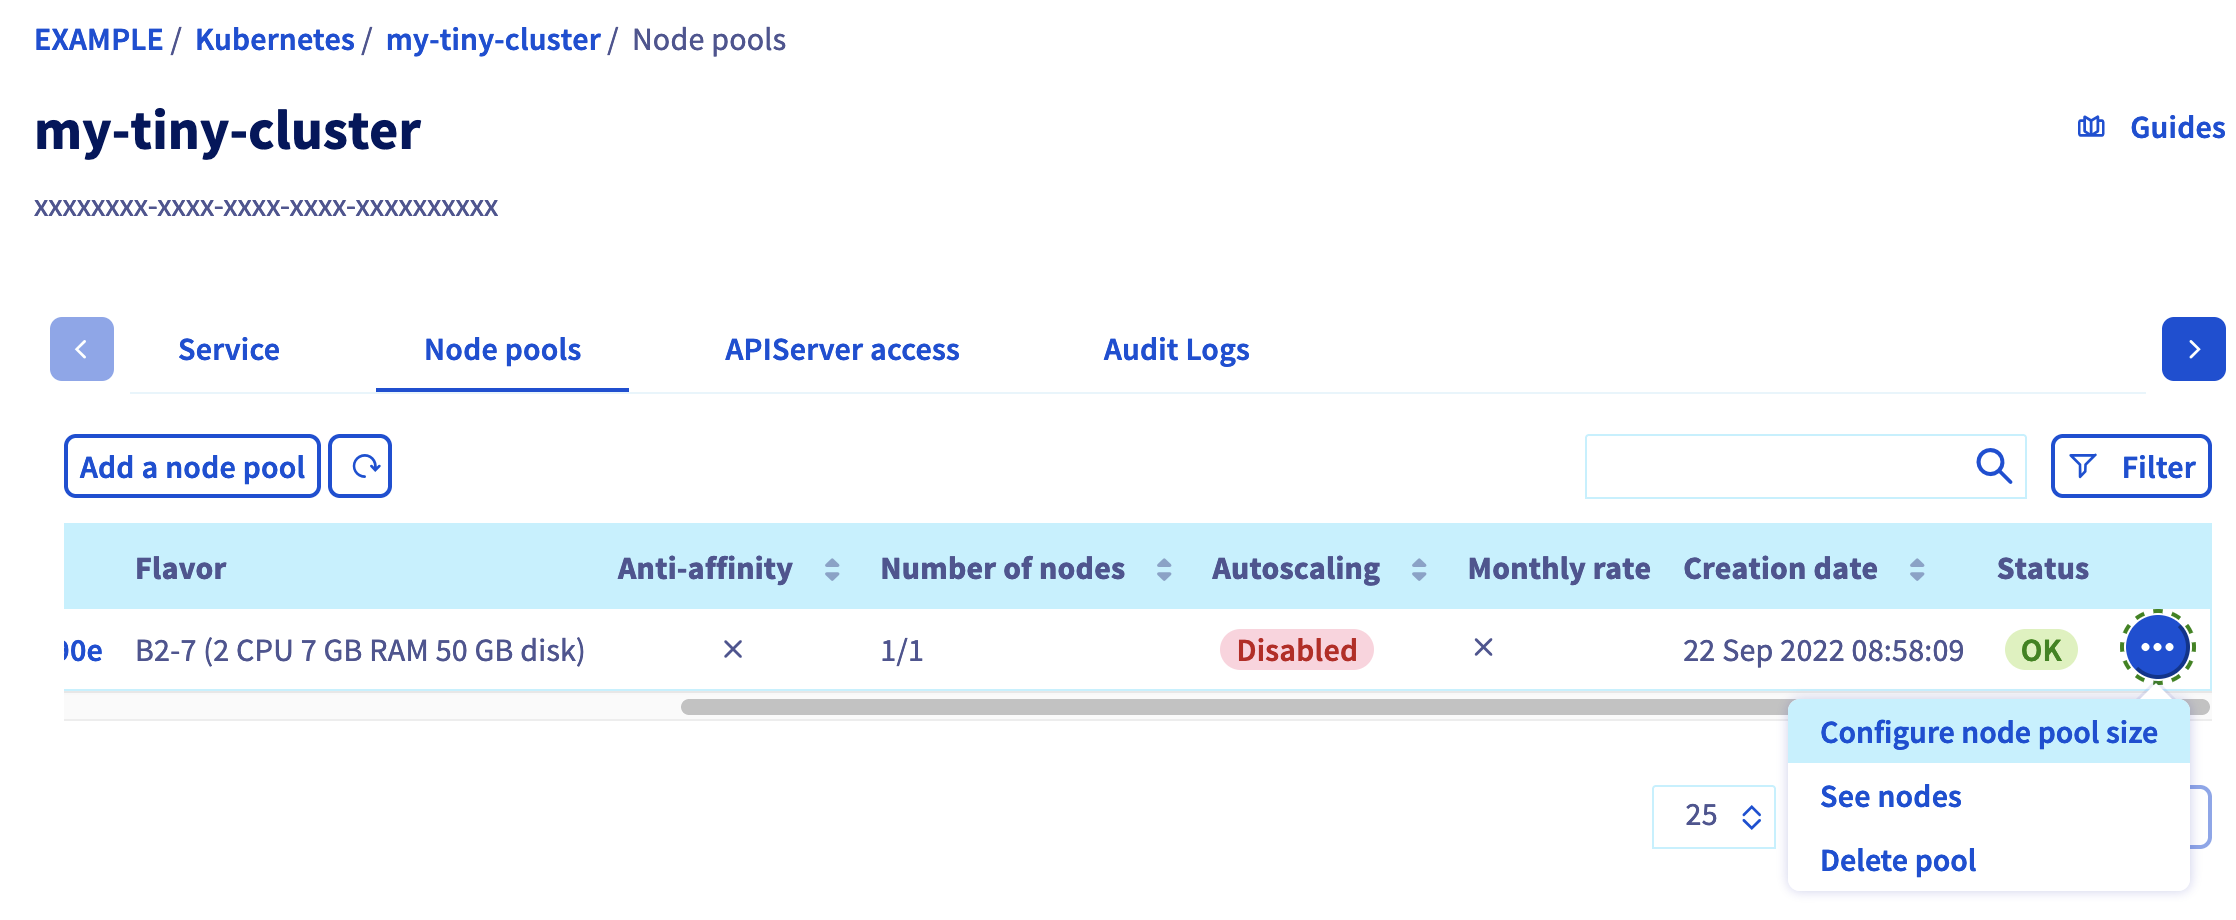 EXAMPLE / Kubernetes / my-tiny-cluster / Node pools
my-tiny-cluster
Guides
xxxxxxxx-xxxx-xxxx-xxxx-xxxxxxxxxx
Service Node pools APIServer access Audit Logs
Add a node pool
Filter
Flavor Anti-affinity Number of nodes Autoscaling Monthly rate Creation date Status
00e B2-7 (2 CPU 7 GB RAM 50 GB disk) 1/1 Disabled 22 Sep 2022 08:58:09 OK
Configure node pool size
See nodes
25
Delete pool